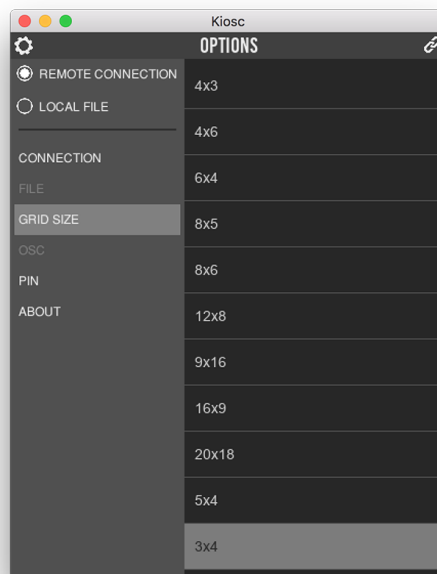 Kiosc
OPTIONS
REMOTE CONNECTION
LOCAL FILE
CONNECTION
FILE
GRID SIZE
OSC
PIN
ABOUT
4x3
4x6
6x4
8x5
8x6
12x8
9x16
16x9
20x18
5x4
3x4